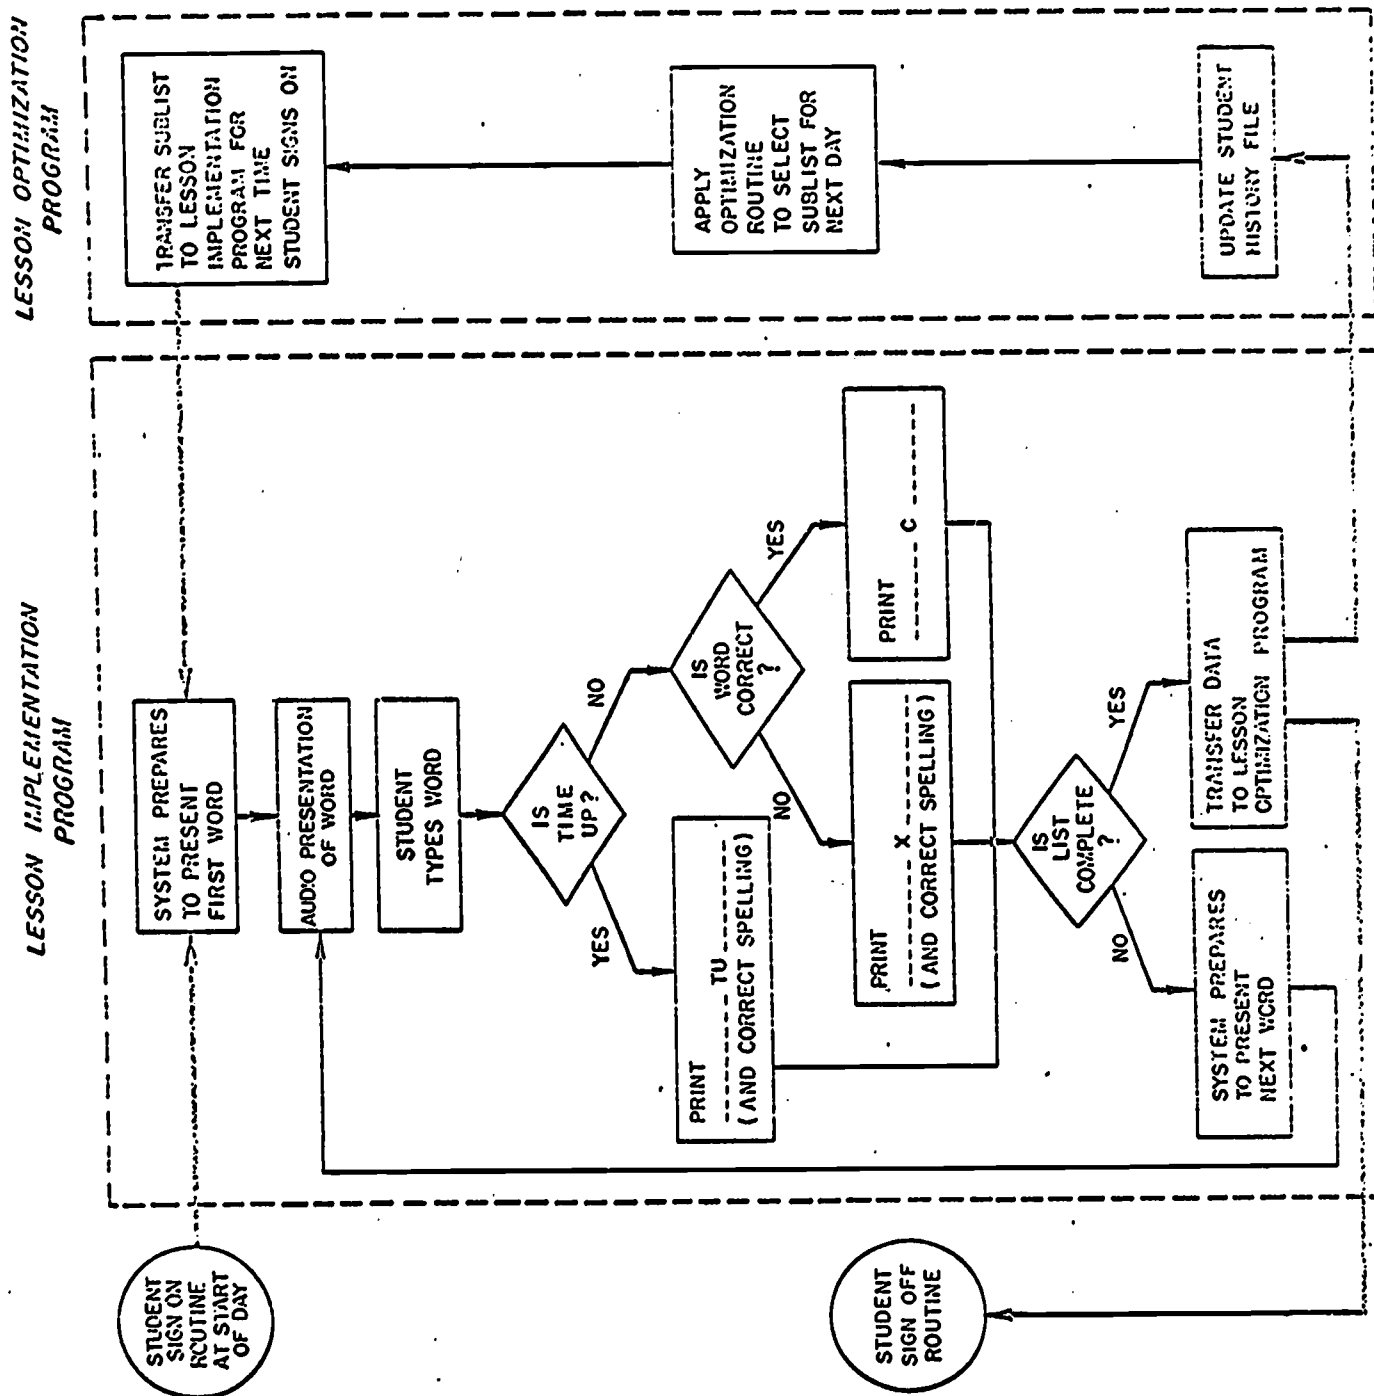 LESSON OPTIMIZATION
PROGRAM
TRANSFER SUBLIST
TO LESSON
IMPLEMENTATION
PROGRAM FOR
NEXT TIME
STUDENT SIGNS ON
APPLY
OPTIMIZATION
ROUTINE
TO SELECT
SUBLIST FOR
NEXT DAY
UPDATE STUDENT
HISTORY FILE
LESSON IMPLEMENTATION
PROGRAM
SYSTEM PREPARES
TO PRESENT
FIRST WORD
AUDIO PRESENTATION
OF WORD
STUDENT
TYPES WORD
IS
TIME
UP?
YES
NO
PRINT
--------TU--------
(AND CORRECT SPELLING)
IS
WORD
CORRECT
?
NO
YES
PRINT
--------X--------
(AND CORRECT SPELLING)
PRINT
------ C -------
IS
LIST
COMPLETE
?
NO
YES
SYSTEM PREPARES
TO PRESENT
NEXT WORD
TRANSFER DATA
TO LESSON
OPTIMIZATION PROGRAM
STUDENT
SIGN ON
ROUTINE
AT START
OF DAY
STUDENT
SIGN OFF
ROUTINE